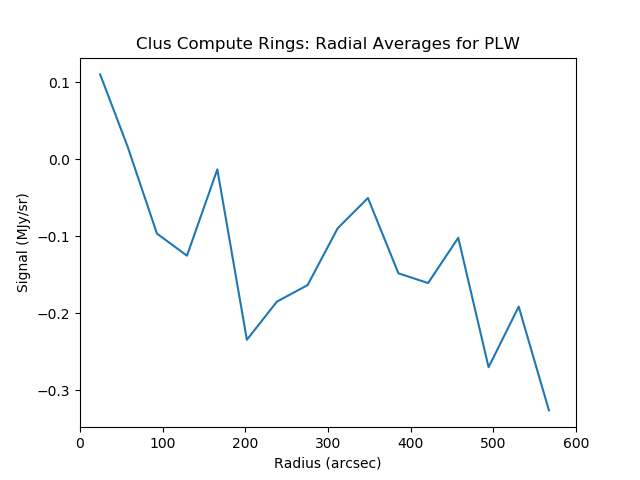 Clus Compute Rings: Radial Averages for PLW
Signal (MJy/sr)
0.1
0.0
−0.1
−0.2
−0.3
0 100 200 300 400 500 600
Radius (arcsec)